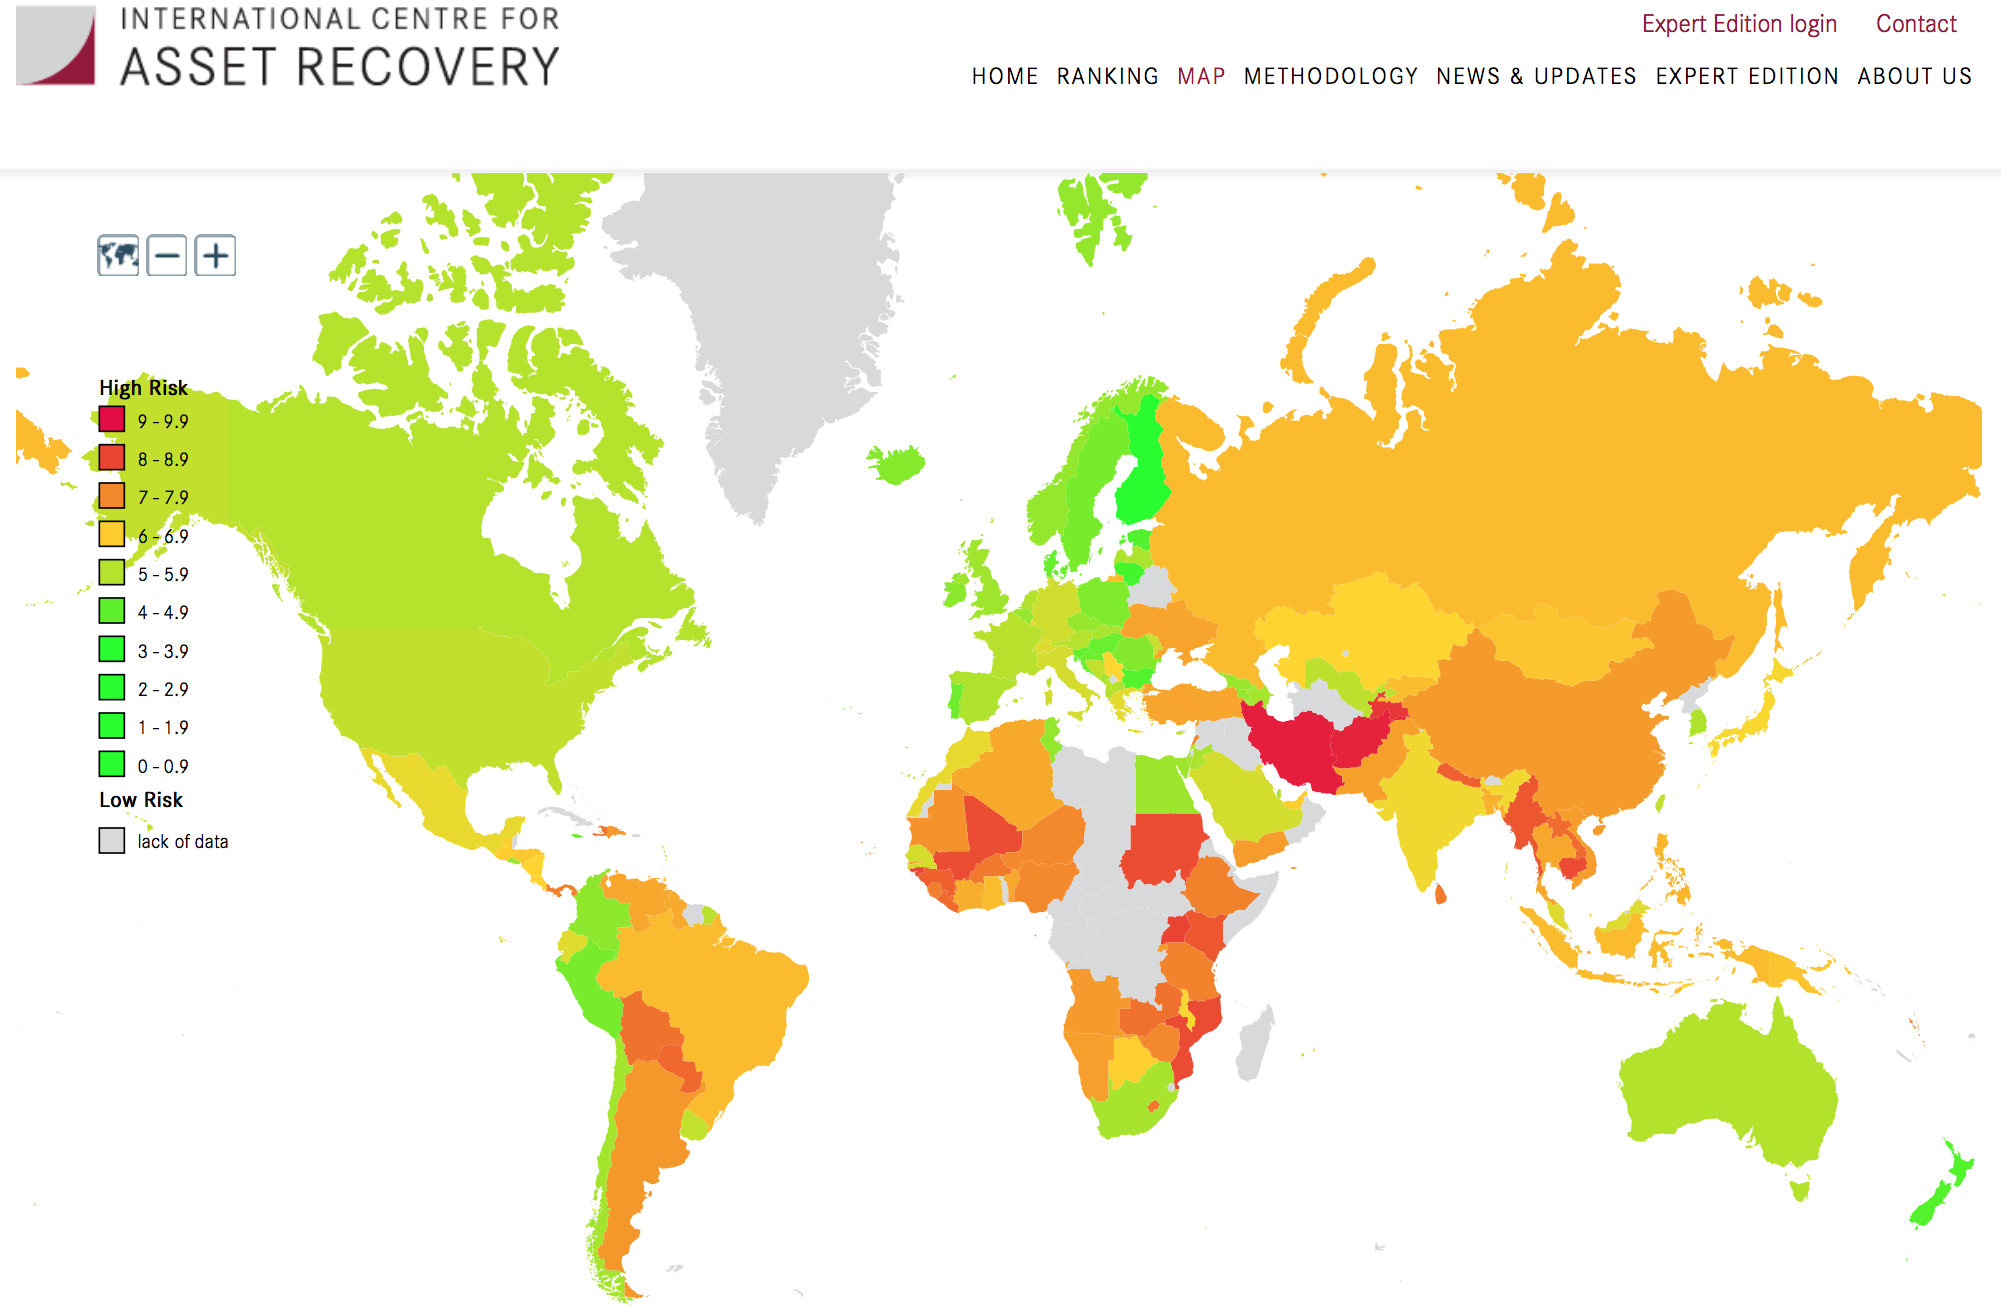 INTERNATIONAL CENTRE FOR
ASSET RECOVERY
Expert Edition login Contact
HOME RANKING MAP METHODOLOGY NEWS & UPDATES EXPERT EDITION ABOUT US
High Risk
9 - 9.9
8 - 8.9
7 - 7.9
6 - 6.9
5 - 5.9
4 - 4.9
3 - 3.9
2 - 2.9
1 - 1.9
0 - 0.9
Low Risk
lack of data